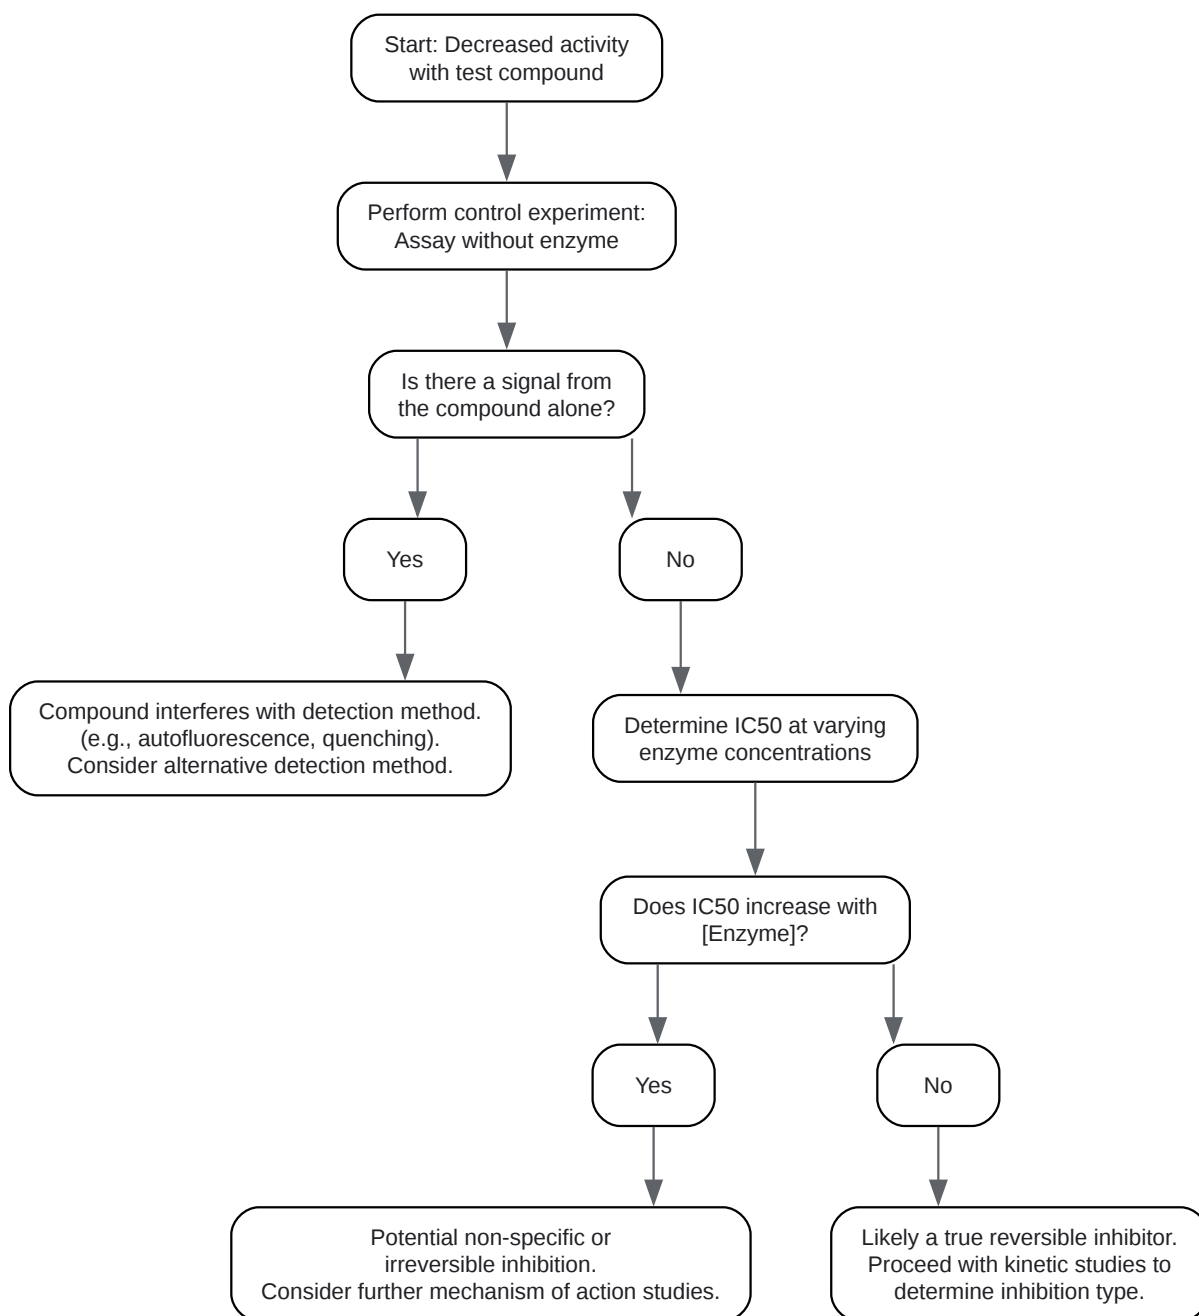 Start: Decreased activity
with test compound
Perform control experiment:
Assay without enzyme
Is there a signal from
the compound alone?
Yes
No
Compound interferes with detection method.
(e.g., autofluorescence, quenching).
Consider alternative detection method.
Determine IC50 at varying
enzyme concentrations
Does IC50 increase with
[Enzyme]?
Yes
No
Potential non-specific or
irreversible inhibition.
Consider further mechanism of action studies.
Likely a true reversible inhibitor.
Proceed with kinetic studies to
determine inhibition type.